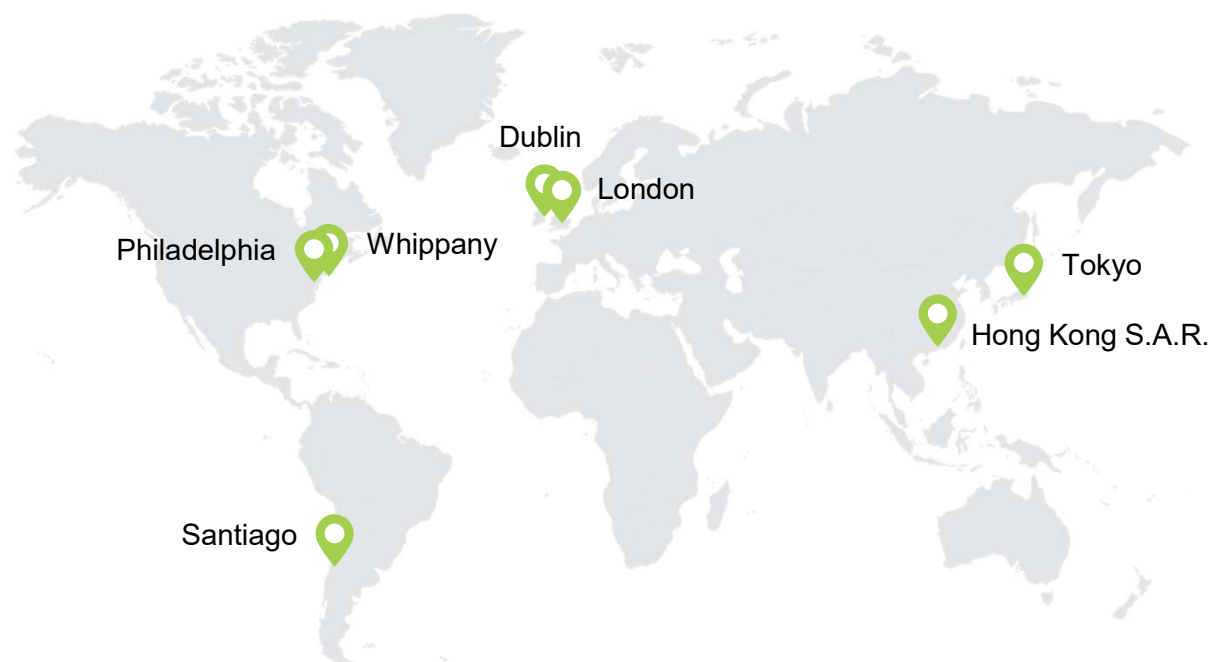 Dublin
London
Philadelphia
Whippany
Tokyo
Hong Kong S.A.R.
Santiago